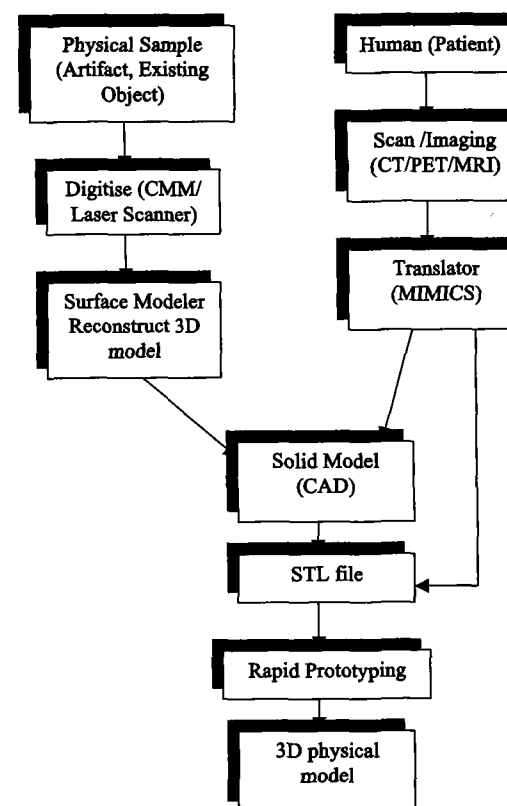 Physical Sample
(Artifact, Existing
Object)
Digitise (CMM/
Laser Scanner)
Surface Modeler
Reconstruct 3D
model
Human (Patient)
Scan /Imaging
(CT/PET/MRI)
Translator
(MIMICS)
Solid Model
(CAD)
STL file
Rapid Prototyping
3D physical
model